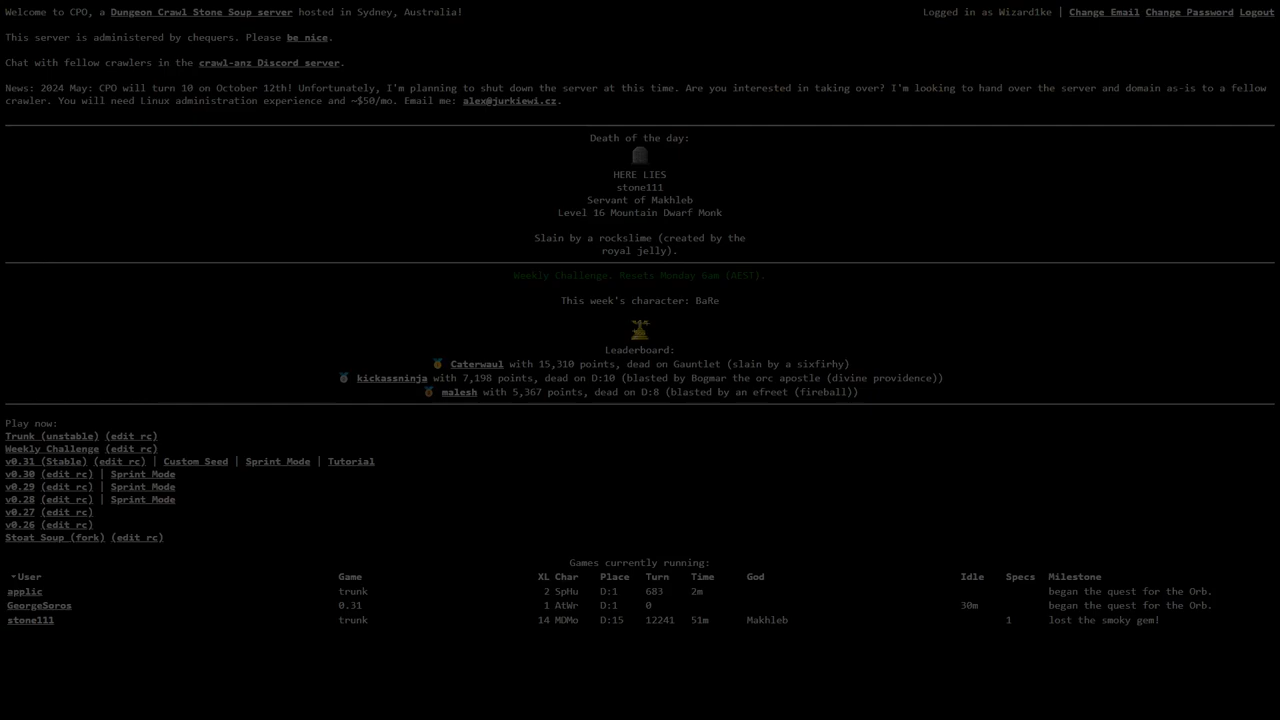 Welcome to CPO, a Dungeon Crawl Stone Soup server hosted in Sydney, Australia!
Logged in as Wizard1ke | Change Email Change Password Logout
This server is administered by chequers. Please be nice.
Chat with fellow crawlers in the crawl-anz Discord server.
News: 2024 May: CPO will turn 10 on October 12th! Unfortunately, I'm planning to shut down the server at this time. Are you interested in taking over? I'm looking to hand over the server and domain as-is to a fellow
crawler. You will need Linux administration experience and ~$50/mo. Email me: alex@jurkiewi.cz.
Death of the day:
HERE LIES
stone111
Servant of Makhleb
Level 16 Mountain Dwarf Monk
Slain by a rockslime (created by the
royal jelly).
Weekly Challenge. Resets Monday 6am (AEST).
This week's character: BaRe
Leaderboard:
Caterwaul with 15,310 points, dead on Gauntlet (slain by a sixfirhy)
kickassninja with 7,198 points, dead on D:10 (blasted by Bogmar the orc apostle (divine providence))
malesh with 5,367 points, dead on D:8 (blasted by an efreet (fireball))
Play now:
Trunk (unstable) (edit rc)
Weekly Challenge (edit rc)
v0.31 (Stable) (edit rc) | Custom Seed | Sprint Mode | Tutorial
v0.30 (edit rc) | Sprint Mode
v0.29 (edit rc) | Sprint Mode
v0.28 (edit rc) | Sprint Mode
v0.27 (edit rc)
v0.26 (edit rc)
Stoat Soup (fork) (edit rc)
Games currently running:
User Game XL Char Place Turn Time God Idle Specs Milestone
applic trunk 2 SpHu D:1 683 2m began the quest for the Orb.
GeorgeSoros 0.31 1 AtWr D:1 0 30m began the quest for the Orb.
stone111 trunk 14 MDMo D:15 12241 51m Makhleb 1 lost the smoky gem!